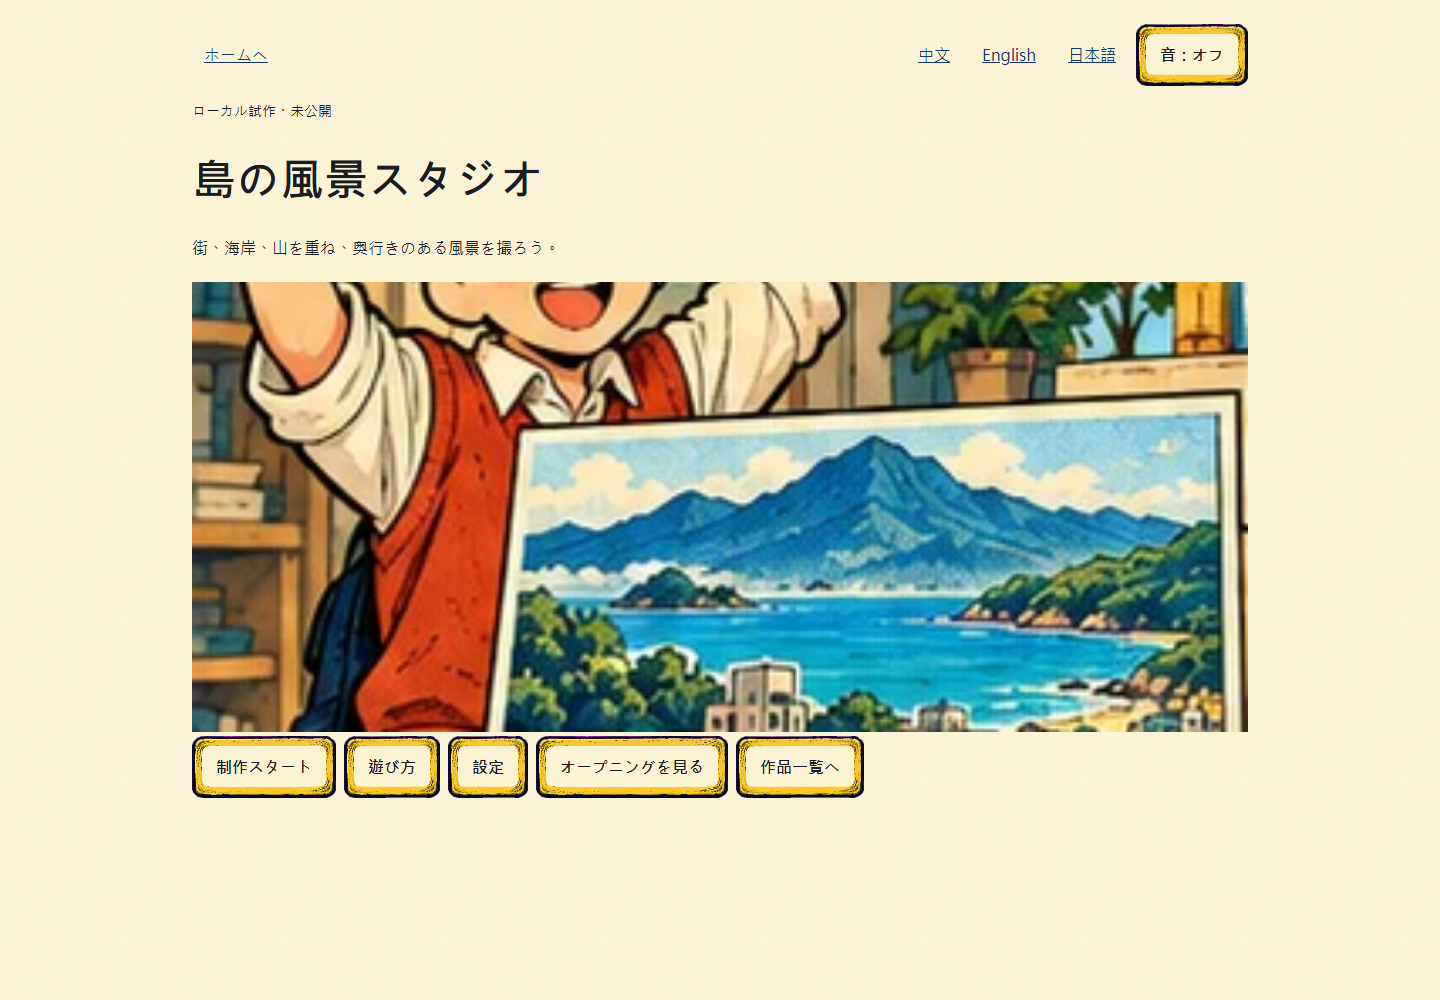 ホームへ
中文 English 日本語 音：オフ
ローカル試作・未公開
島の風景スタジオ
街、海岸、山を重ね、奥行きのある風景を撮ろう。
制作スタート 遊び方 設定 オープニングを見る 作品一覧へ